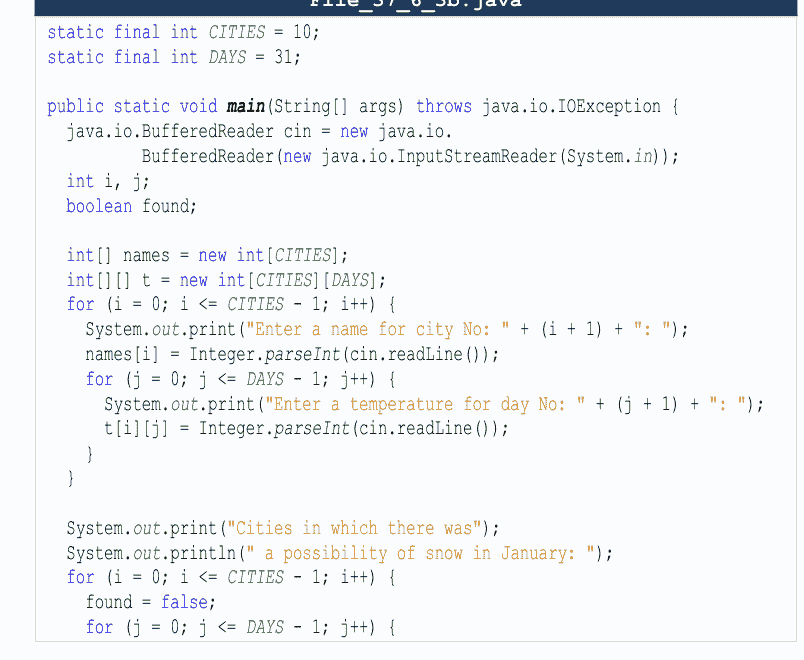 File_37_6_3b.java
static final int CITIES = 10;
static final int DAYS = 31;
public static void main(String[] args) throws java.io.IOException {
java.io.BufferedReader cin = new java.io.
BufferedReader(new java.io.InputStreamReader(System.in));
int i, j;
boolean found;
int[] names = new int[CITIES];
int[][] t = new int[CITIES][DAYS];
for (i = 0; i <= CITIES - 1; i++) {
System.out.print("Enter a name for city No: " + (i + 1) + ": ");
names[i] = Integer.parseInt(cin.readLine());
for (j = 0; j <= DAYS - 1; j++) {
System.out.print("Enter a temperature for day No: " + (j + 1) + ": ");
t[i][j] = Integer.parseInt(cin.readLine());
}
}
System.out.print("Cities in which there was");
System.out.println(" a possibility of snow in January: ");
for (i = 0; i <= CITIES - 1; i++) {
found = false;
for (j = 0; j <= DAYS - 1; j++) {